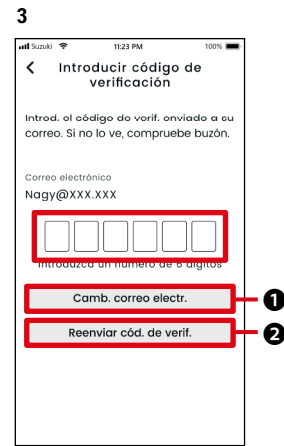 3
Suzuki 11:23 PM 100%
Introducir código de
verificación
Introd. el código de verif. enviado a su
correo. Si no lo ve, compruebe buzón.
Correo electrónico
Nagy@XXX.XXX
Introduzca un número de 6 dígitos
Camb. correo electr.
1
Reenviar cód. de verif.
2